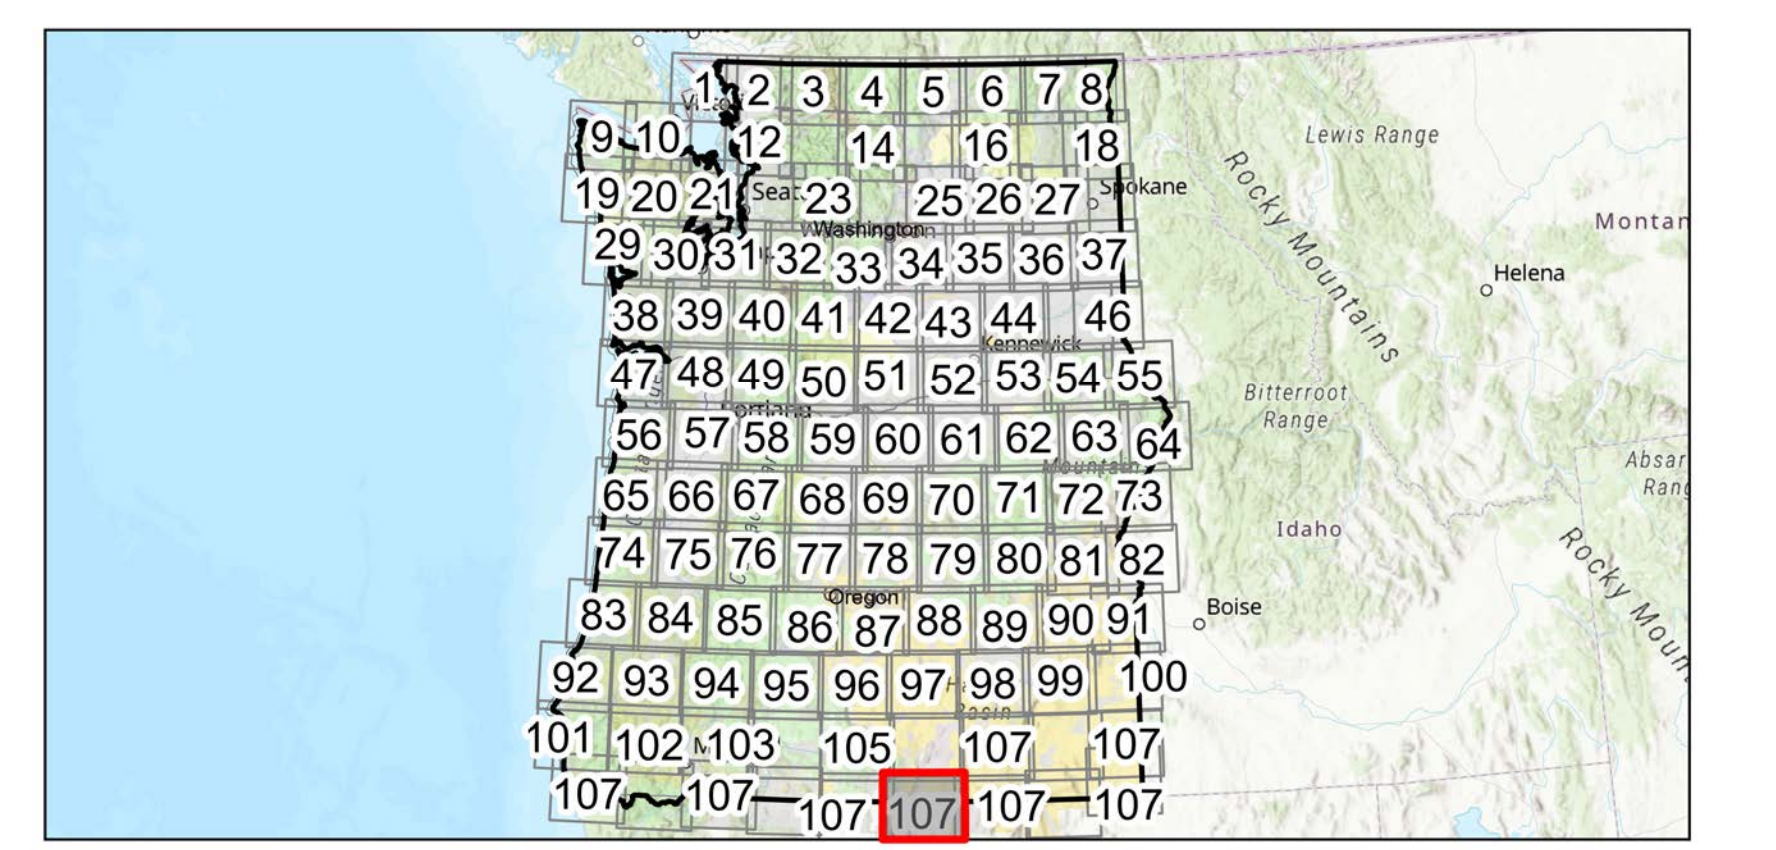 1 2 3 4 5 6 7 8
Lewis Range
9 10 12 14 16 18
19 20 21 Seat 23 25 26 27 Spokane
Rocky Mountains
Montan
29 30 31 32 33 34 35 36 37
Washington
Helena
38 39 40 41 42 43 44 46
Kennewick
47 48 49 50 51 52 53 54 55
Bitterroot
Range
Portland
56 57 58 59 60 61 62 63 64
Mountain
Absar
Rang
65 66 67 68 69 70 71 72 73
Idaho
74 75 76 77 78 79 80 81 82
Rocky Moun
Oregon
Boise
83 84 85 86 87 88 89 90 91
92 93 94 95 96 97 98 99 100
Basin
101 102 M 103 105 107 107
107 107 107 107 107 107